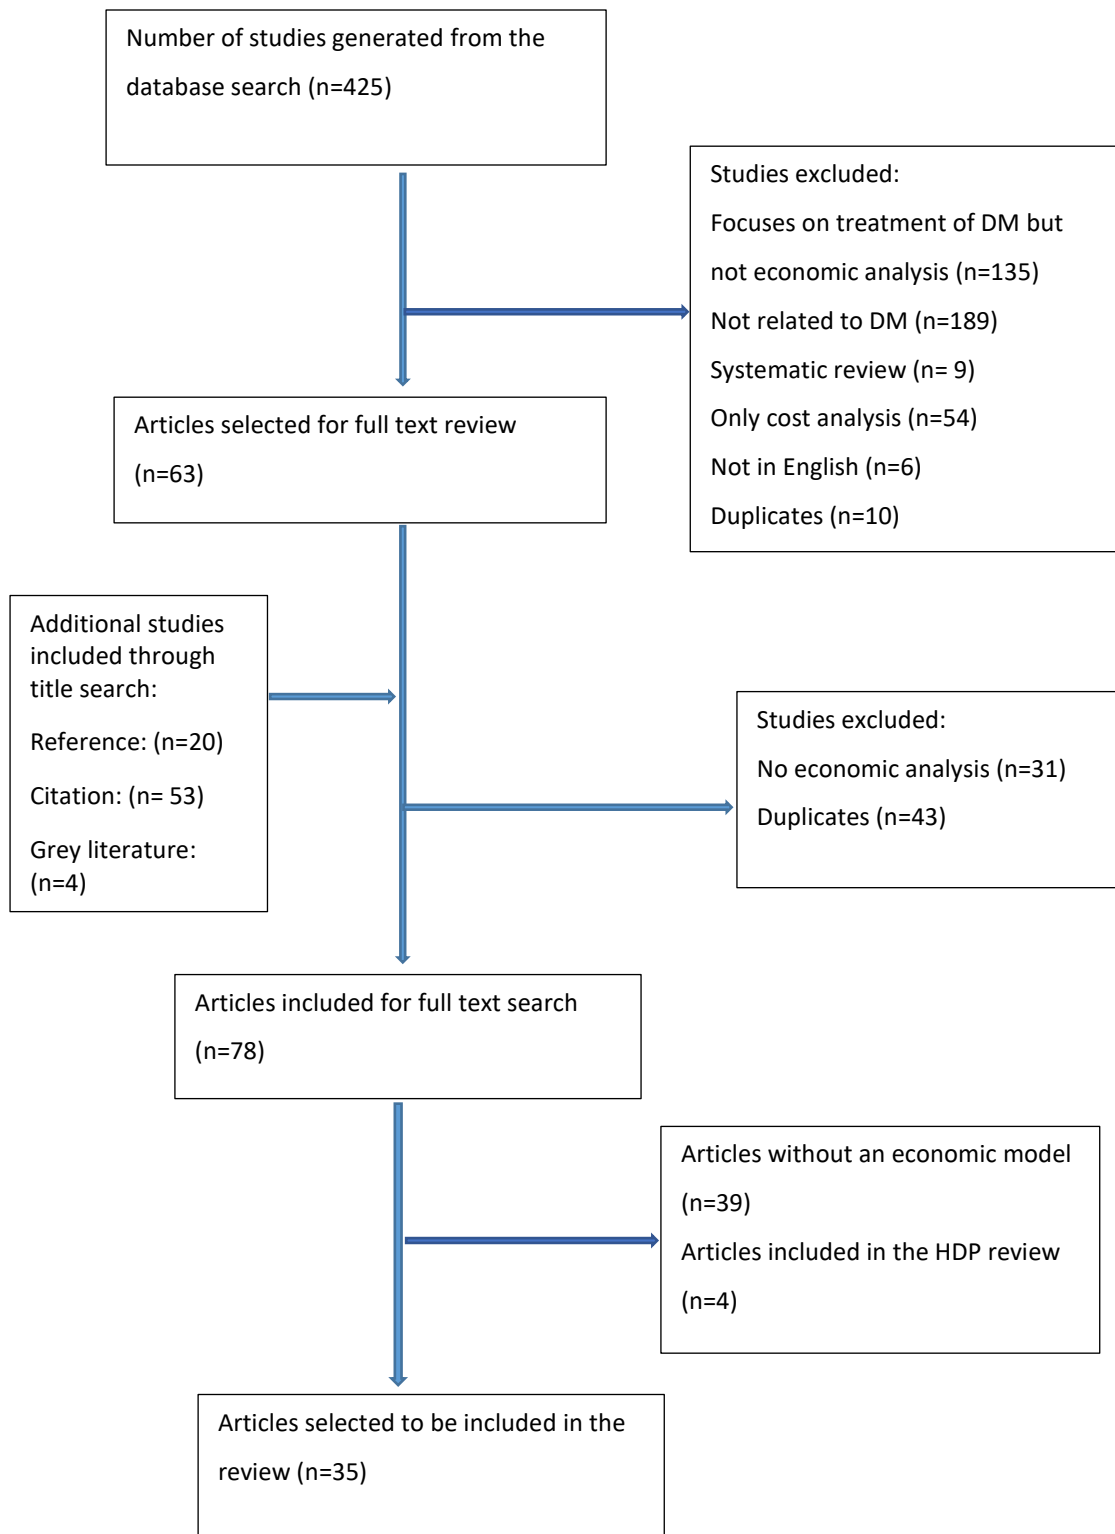 Number of studies generated from the
database search (n=425)
Studies excluded:
Focuses on treatment of DM but
not economic analysis (n=135)
Not related to DM (n=189)
Systematic review (n= 9)
Only cost analysis (n=54)
Not in English (n=6)
Duplicates (n=10)
Articles selected for full text review
(n=63)
Additional studies
included through
title search:
Reference: (n=20)
Citation: (n= 53)
Grey literature:
(n=4)
Studies excluded:
No economic analysis (n=31)
Duplicates (n=43)
Articles included for full text search
(n=78)
Articles without an economic model
(n=39)
Articles included in the HDP review
(n=4)
Articles selected to be included in the
review (n=35)